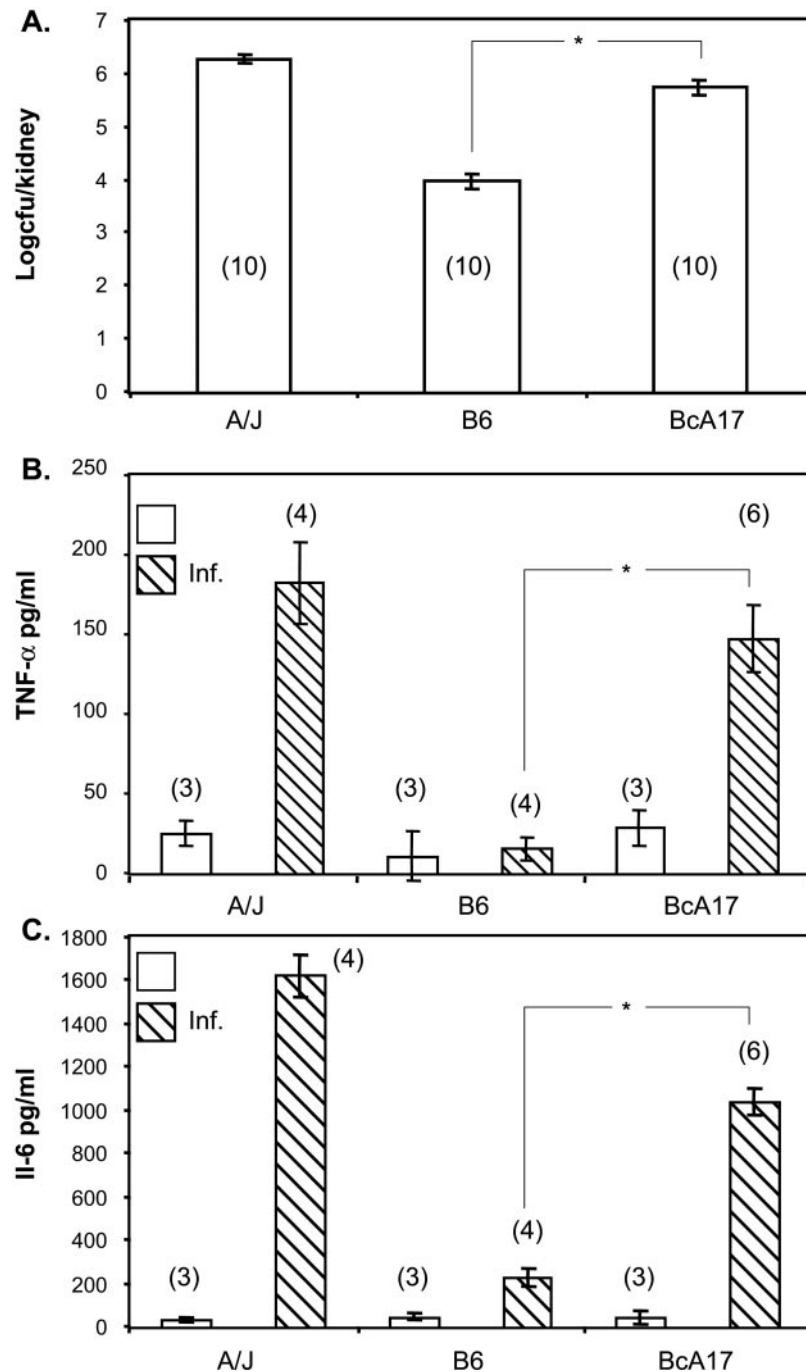 A.
Logcfu/kidney
7
6
5
4
3
2
1
0
*
(10)
(10)
(10)
A/J
B6
BcA17
B.
TNF-α pg/ml
250
200
150
100
50
0
Inf.
*
(3)
(4)
(3)
(4)
(3)
(6)
A/J
B6
BcA17
C.
Il-6 pg/ml
1800
1600
1400
1200
1000
800
600
400
200
0
Inf.
*
(3)
(4)
(3)
(4)
(3)
(6)
A/J
B6
BcA17